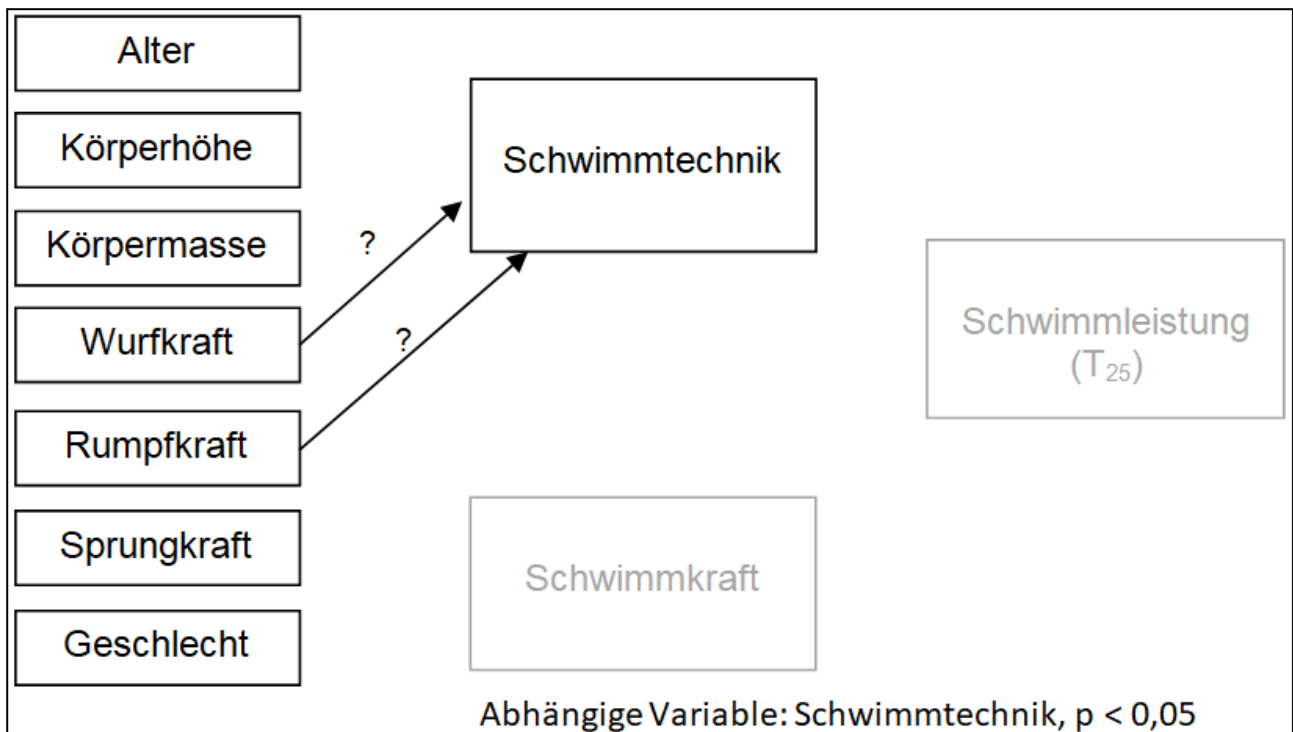 Alter
Körperhöhe
Körpermasse
Wurfkraft
Rumpfkraft
Sprungkraft
Geschlecht
?
?
Schwimmtechnik
Schwimmkraft
Schwimmleistung
(T₂₅)
Abhängige Variable: Schwimmtechnik, p < 0,05